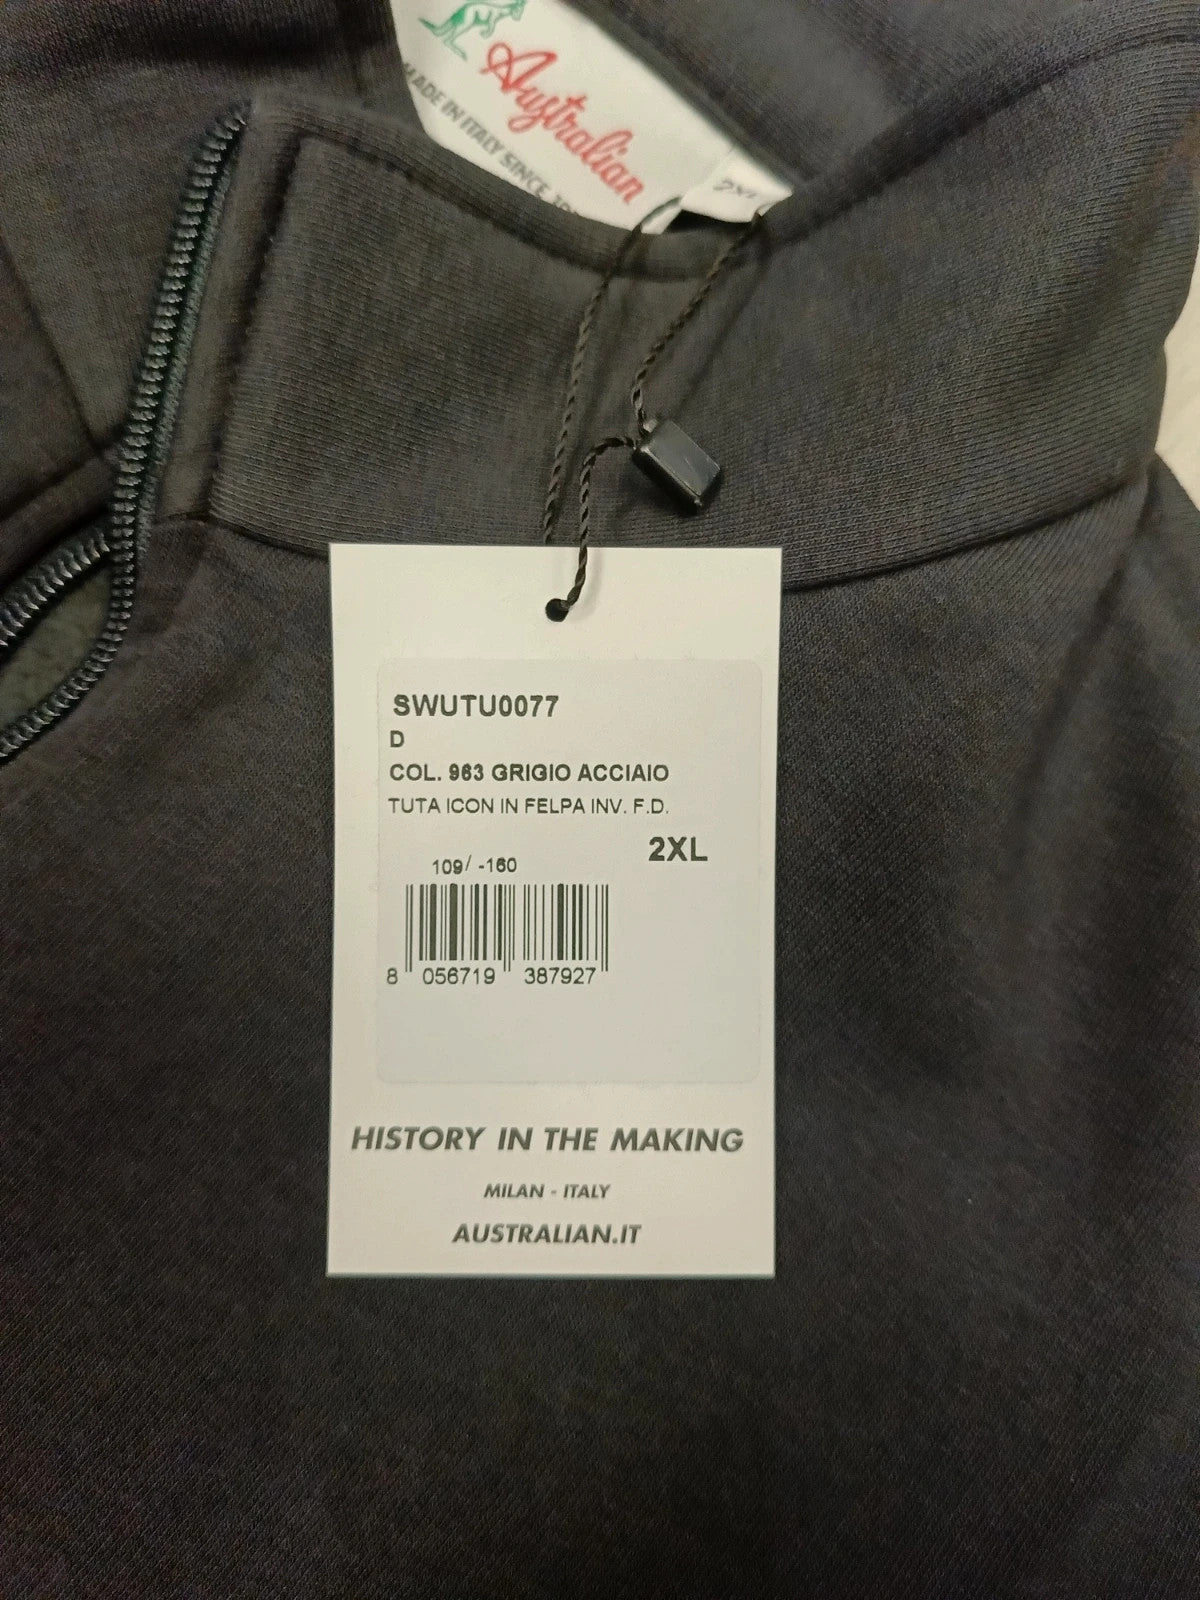 Australian
MADE IN ITALY SINCE
2XL
SWUTU0077
D
COL. 963 GRIGIO ACCIAIO
TUTA ICON IN FELPA INV. F.D.
2XL
109/ -160
8 056719 387927
HISTORY IN THE MAKING
MILAN - ITALY
AUSTRALIAN.IT